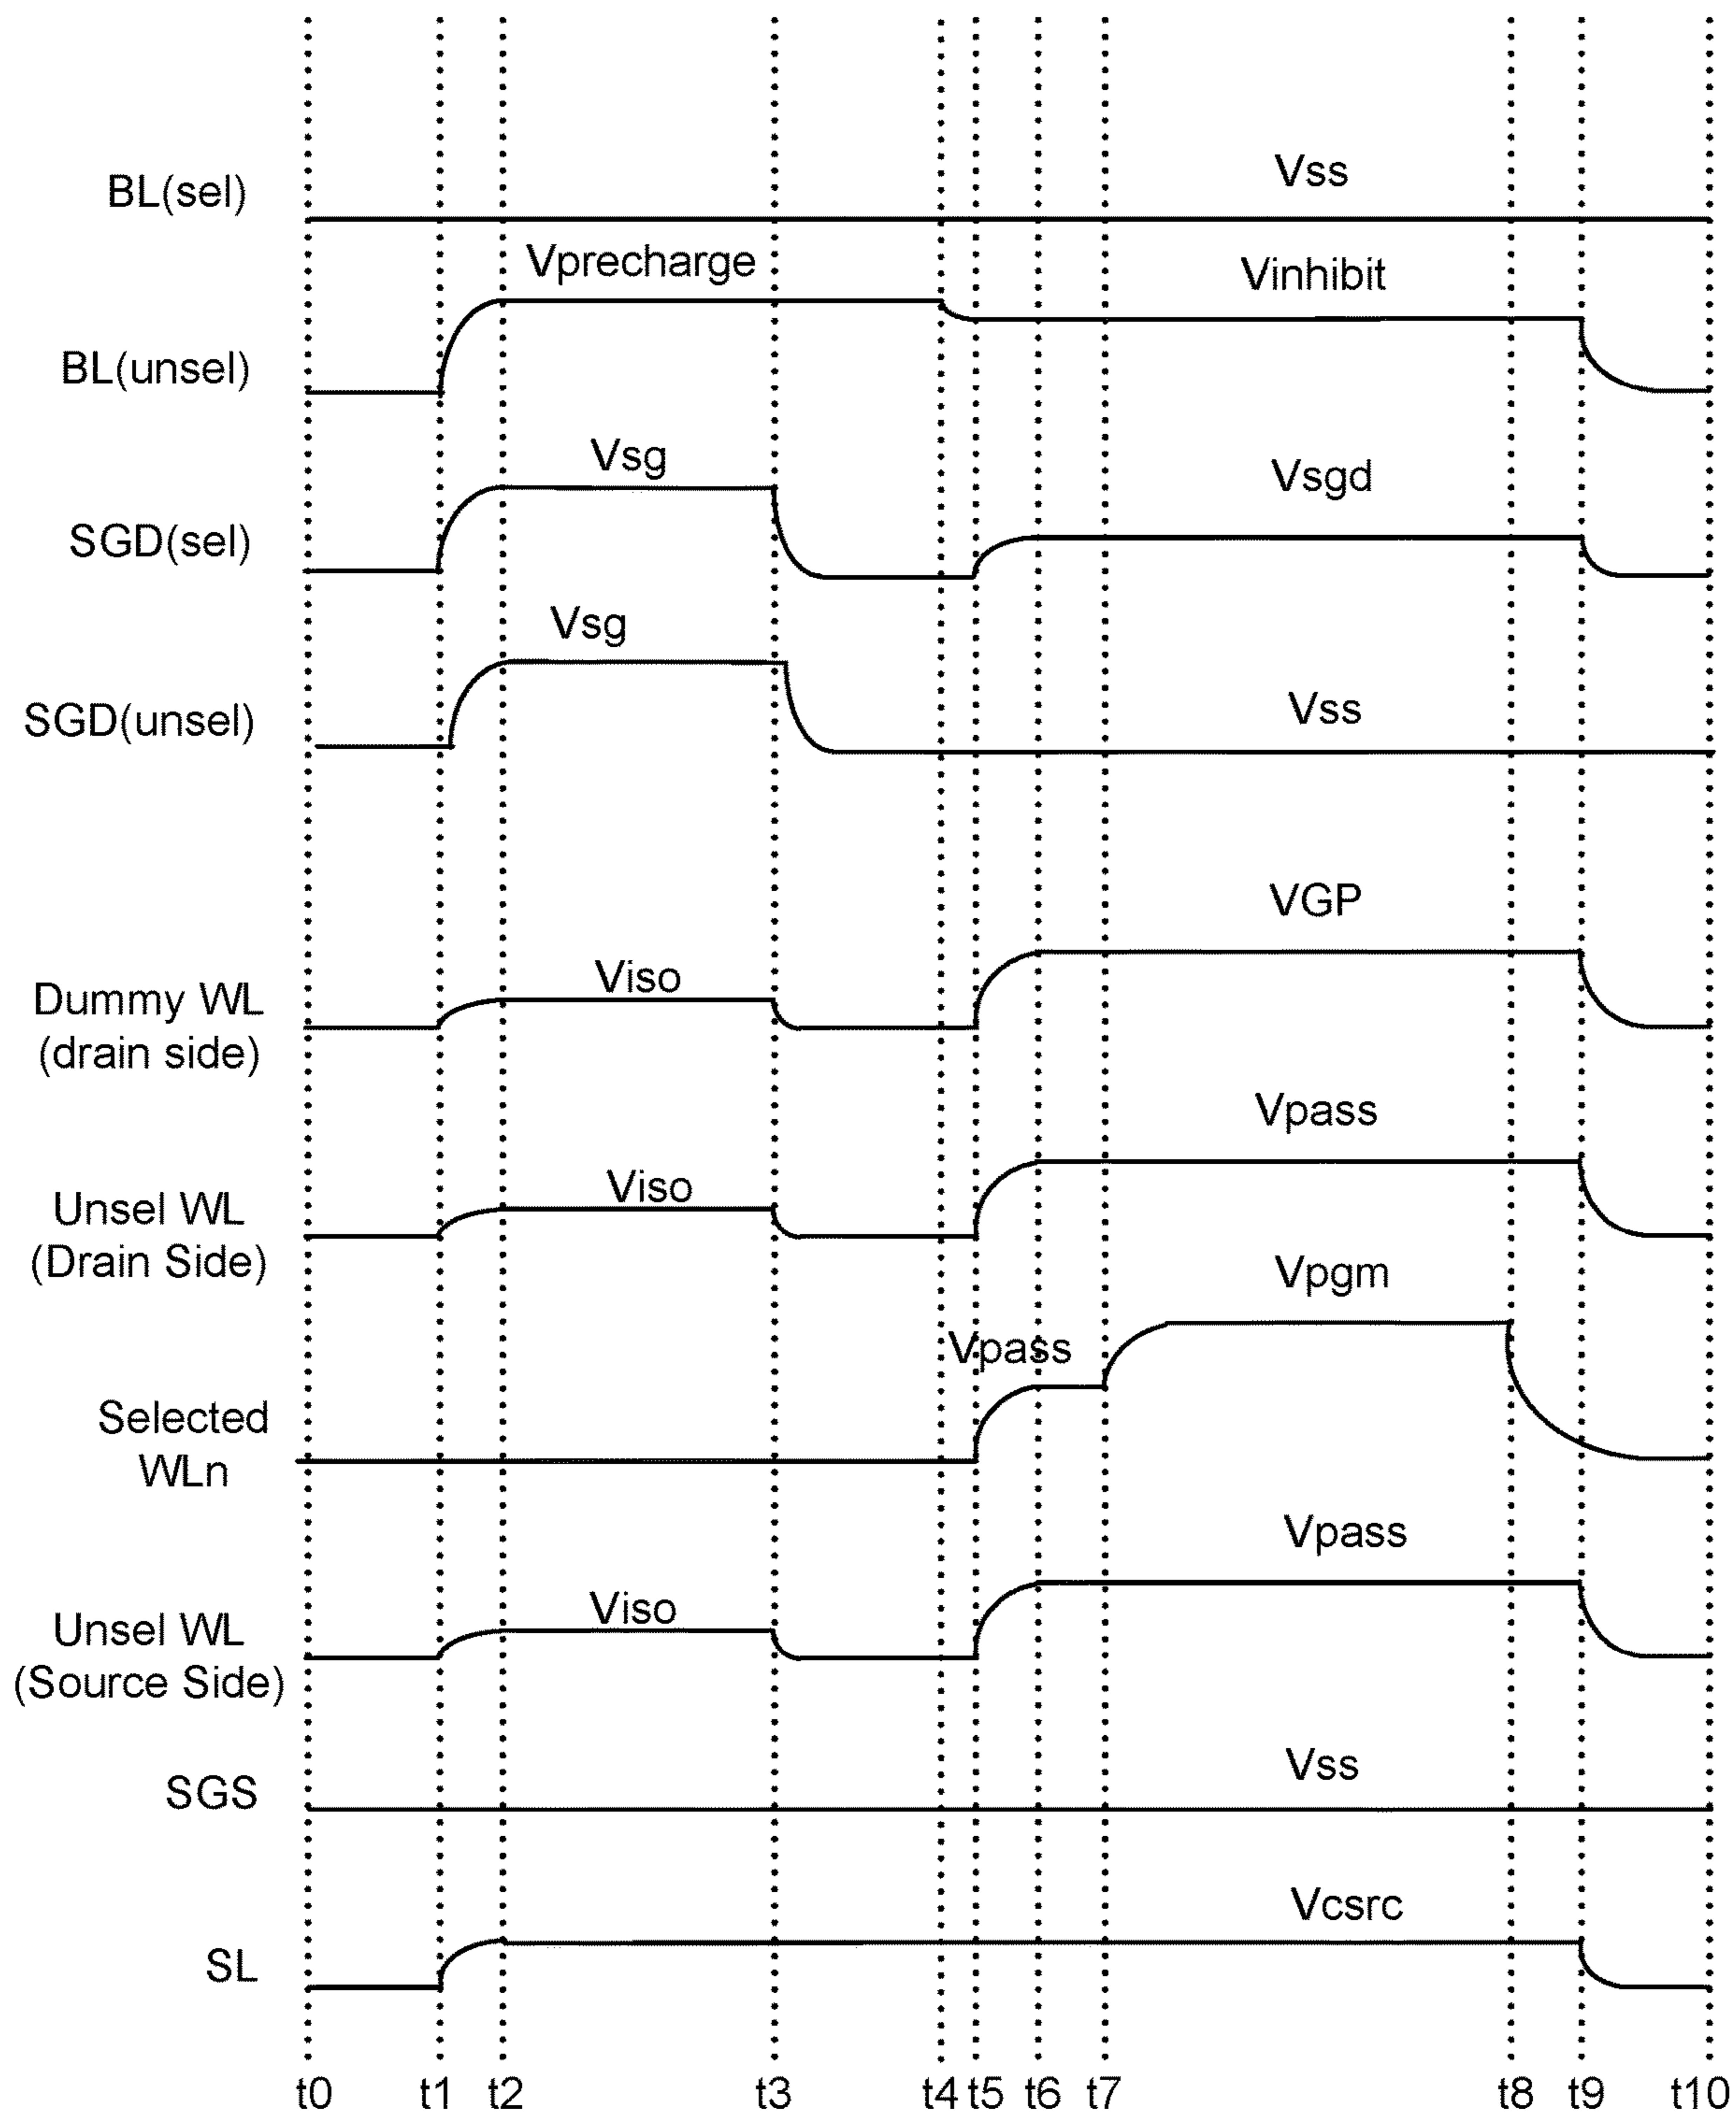 Vss
BL(sel)
Vprecharge
Vinhibit
BL(unsel)
Vsg
Vsgd
SGD(sel)
Vsg
Vss
SGD(unsel)
VGP
Viso
Dummy WL
(drain side)
Vpass
Viso
Unsel WL
(Drain Side)
Vpgm
Vpass
Selected
WLn
Vpass
Viso
Unsel WL
(Source Side)
Vss
SGS
Vcsrc
SL
t0 t1 t2 t3 t4 t5 t6 t7 t8 t9 t10